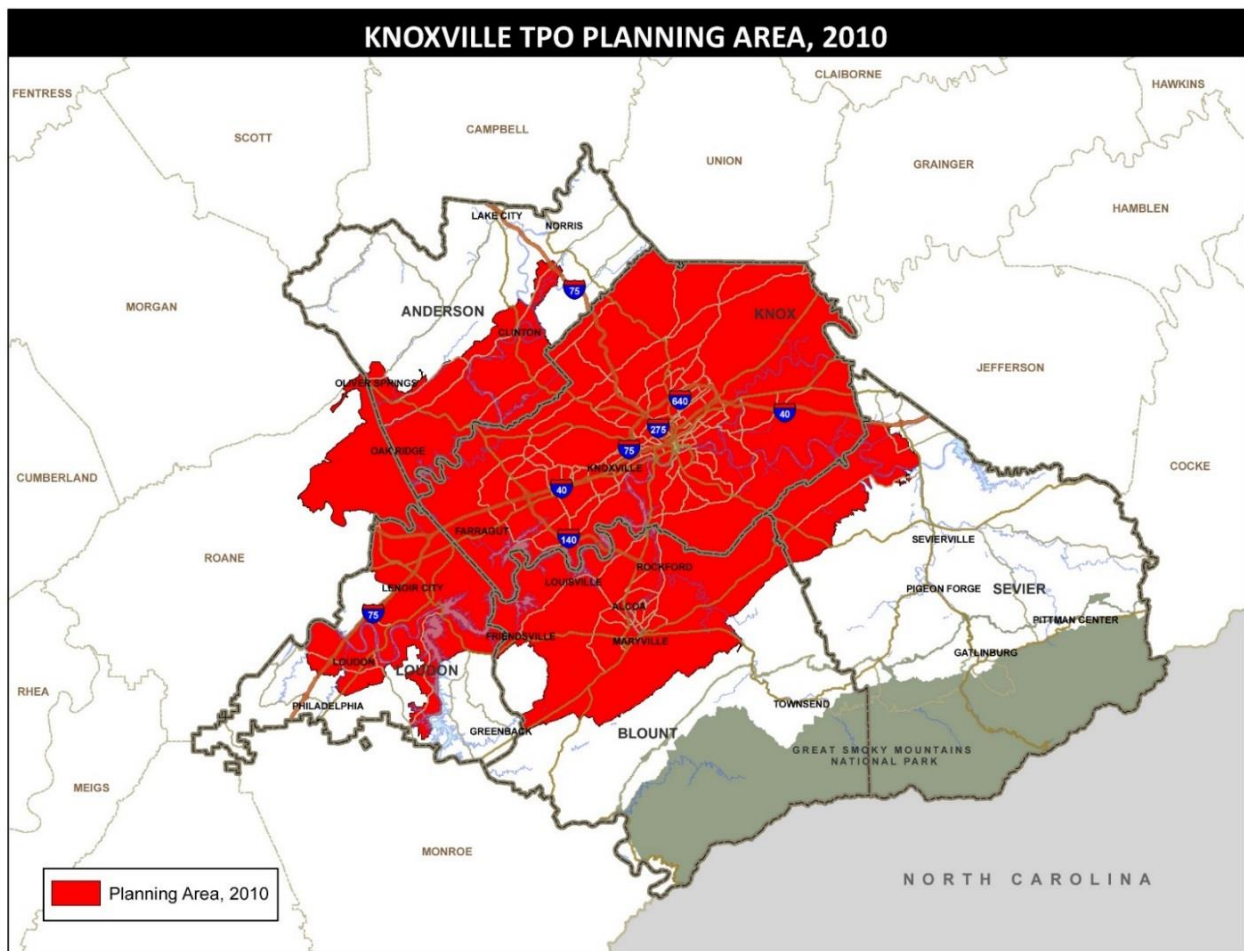 KNOXVILLE TPO PLANNING AREA, 2010
CLAIBORNE
HAWKINS
FENTRESS
SCOTT
CAMPBELL
UNION
GRAINGER
HAMBLEN
LAKE CITY
NORRIS
MORGAN
75
ANDERSON
KNOX
CLINTON
JEFFERSON
OLIVER SPRINGS
640
40
275
OAK RIDGE
75
KNOXVILLE
COCKE
CUMBERLAND
40
FARRAGUT
140
SEVIERVILLE
ROANE
ROCKFORD
LOUISVILLE
LENOIR CITY
PIGEON FORGE
SEVIER
75
ALCOA
PITTMAN CENTER
FRIENDSVILLE
MARYVILLE
GATLINBURG
LOUDON
LOUDON
RHEA
PHILADELPHIA
TOWNSEND
GREENBACK
BLOUNT
GREAT SMOKY MOUNTAINS
NATIONAL PARK
MEIGS
MONROE
NORTH CAROLINA
Planning Area, 2010